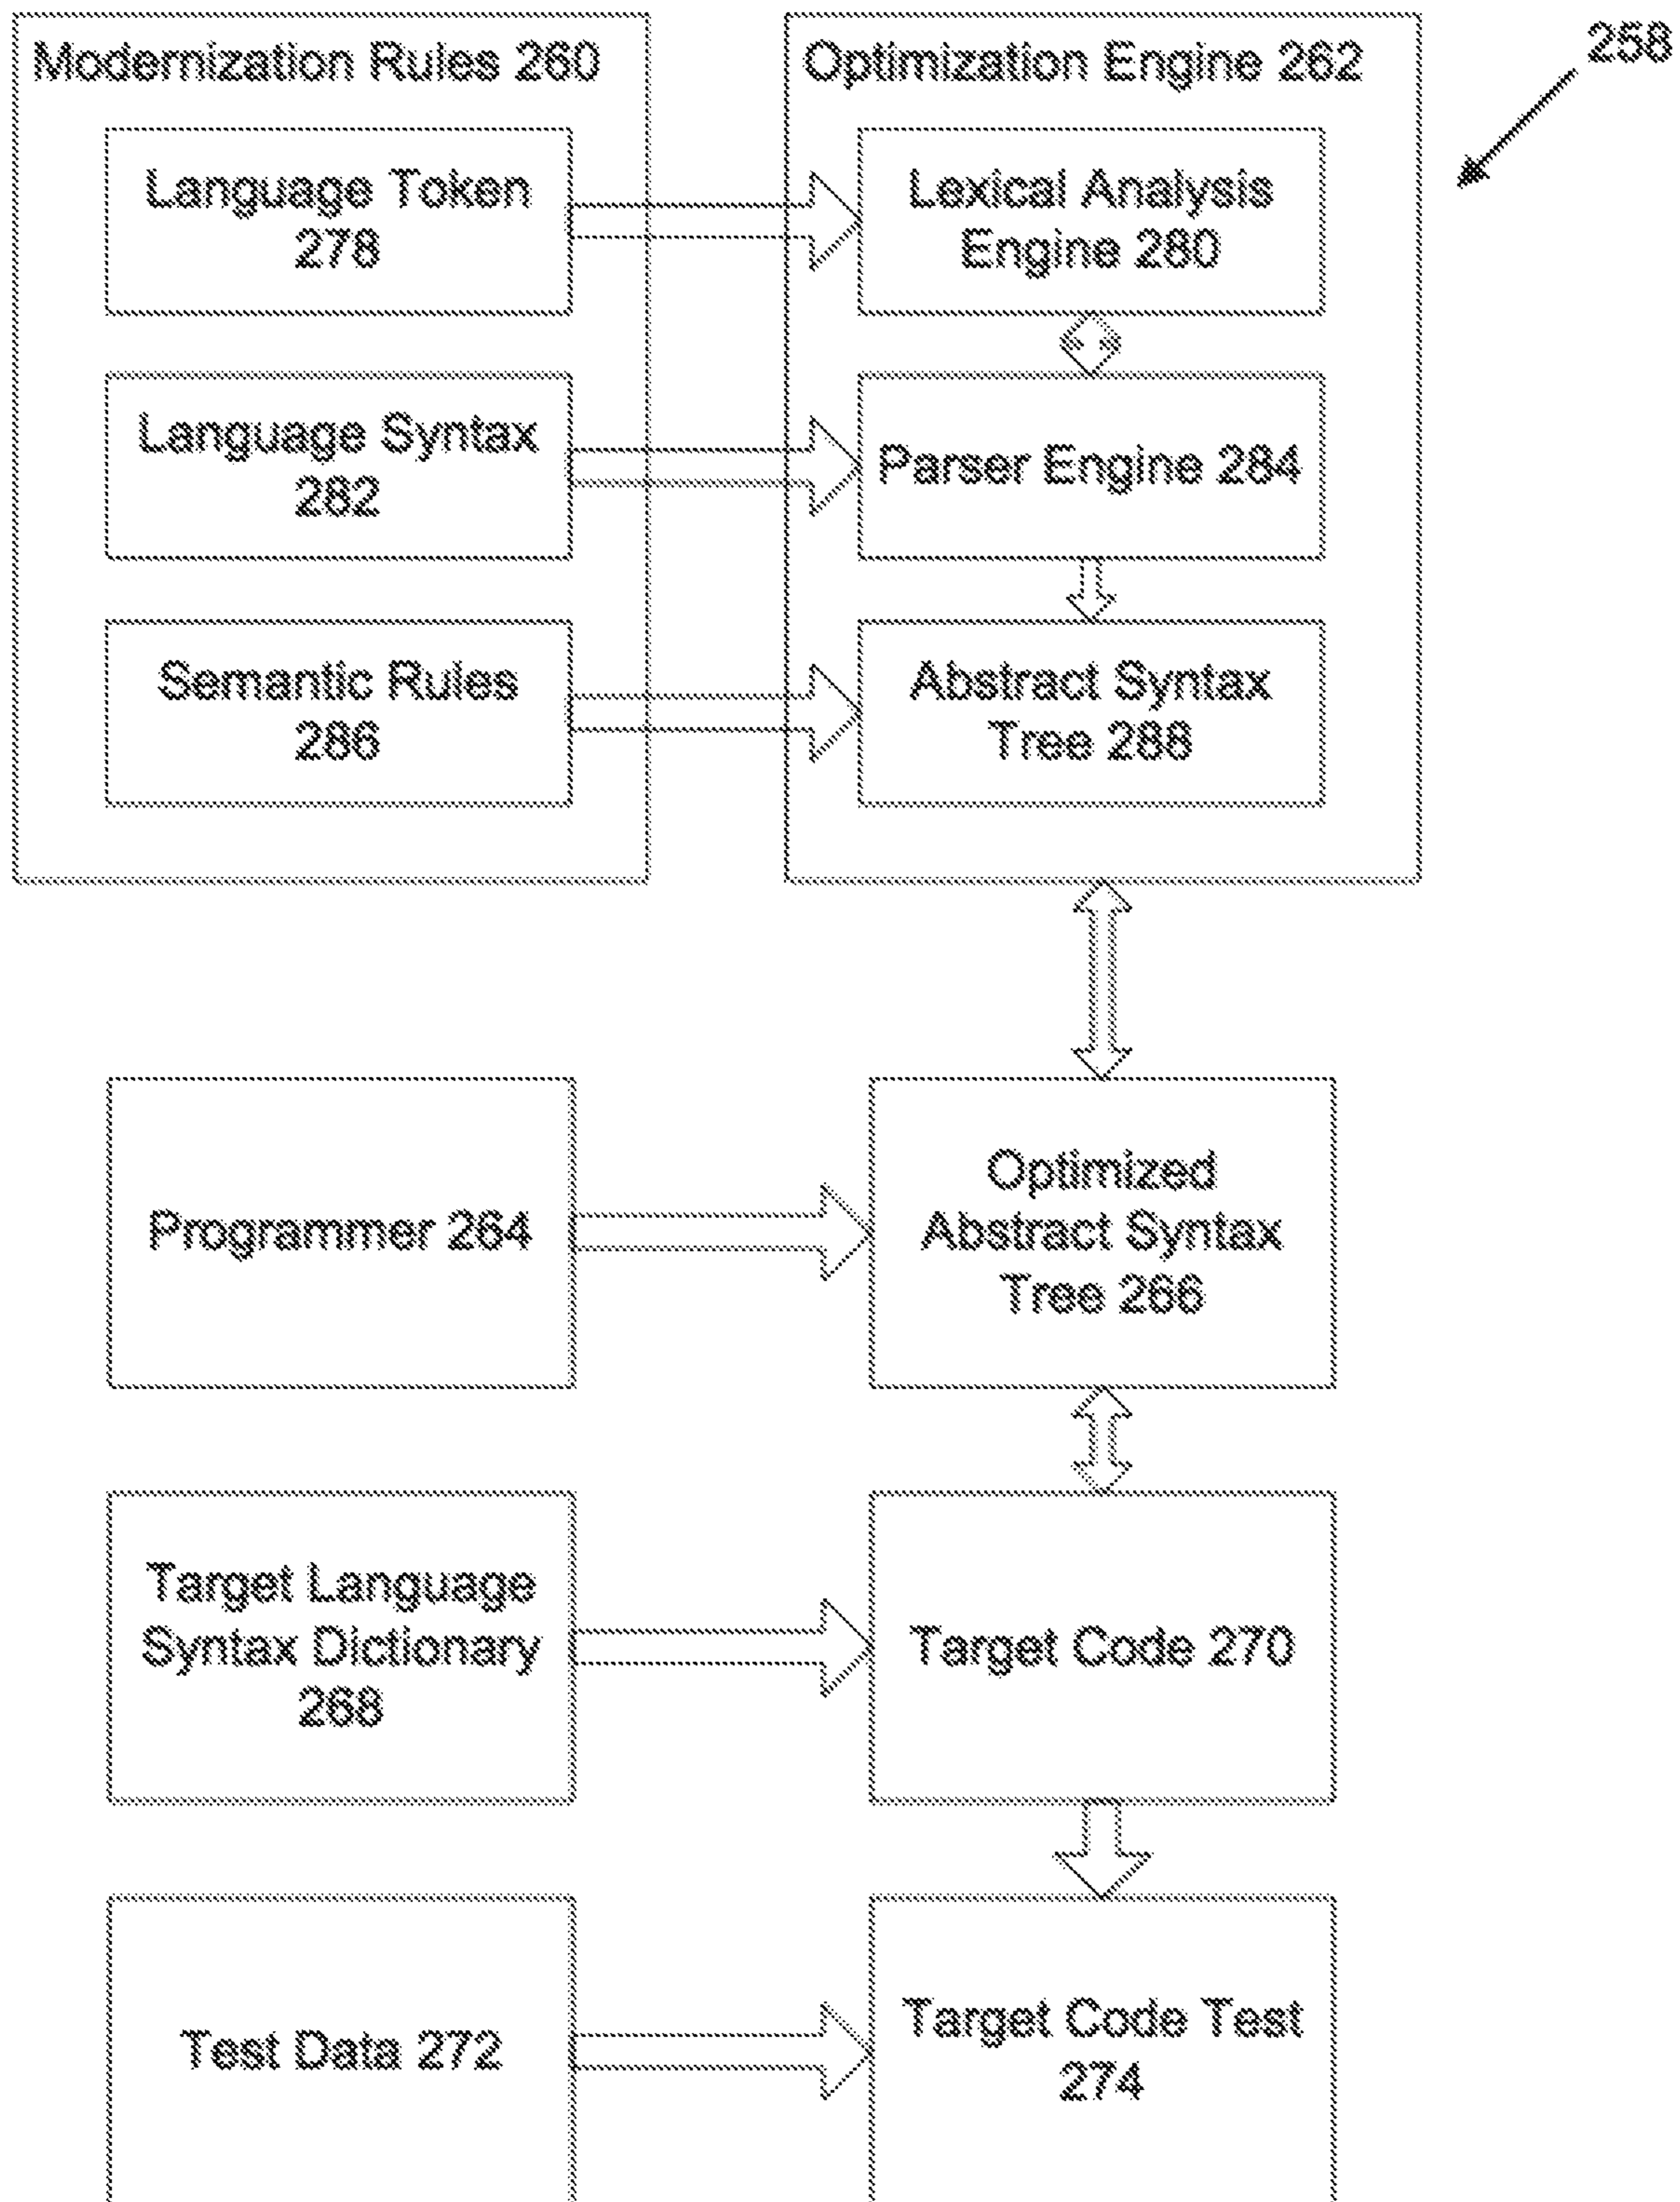 Modernization Rules 260
Optimization Engine 262
258
Language Token
278
Lexical Analysis
Engine 280
Language Syntax
282
Parser Engine 284
Semantic Rules
286
Abstract Syntax
Tree 288
Programmer 264
Optimized
Abstract Syntax
Tree 266
Target Language
Syntax Dictionary
268
Target Code 270
Test Data 272
Target Code Test
274